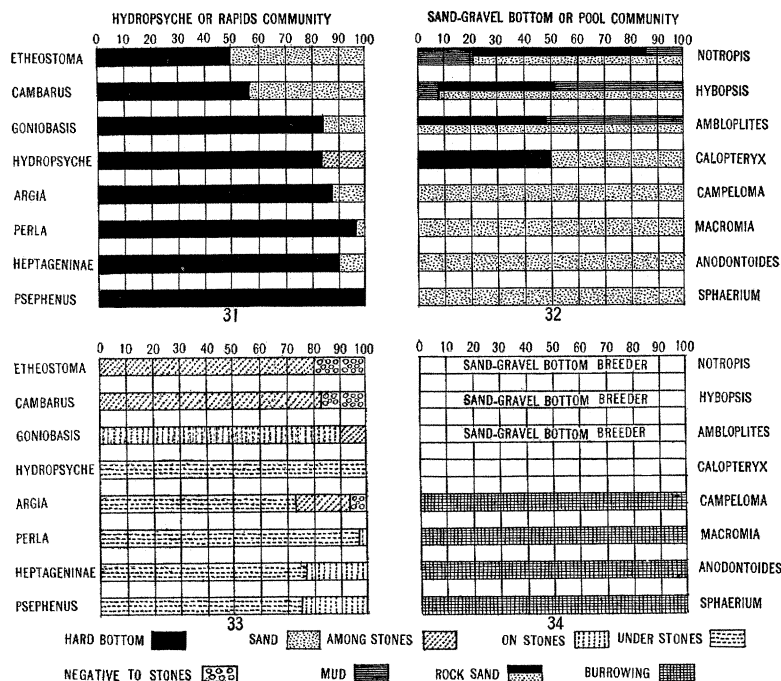 HYDROPSYCHE OR RAPIDS COMMUNITY
0 10 20 30 40 50 60 70 80 90 100
ETHEOSTOMA
CAMBARUS
GONIOBASIS
HYDROPSYCHE
ARGIA
PERLA
HEPTAGENINAE
PSEPHENUS
31
SAND-GRAVEL BOTTOM OR POOL COMMUNITY
0 10 20 30 40 50 60 70 80 90 100
NOTROPIS
HYBOPSIS
AMBLOPLITES
CALOPTERYX
CAMPELOMA
MACROMIA
ANODONTOIDES
SPHAERIUM
32
0 10 20 30 40 50 60 70 80 90 100
ETHEOSTOMA
CAMBARUS
GONIOBASIS
HYDROPSYCHE
ARGIA
PERLA
HEPTAGENINAE
PSEPHENUS
33
0 10 20 30 40 50 60 70 80 90 100
SAND-GRAVEL BOTTOM BREEDER NOTROPIS
SAND-GRAVEL BOTTOM BREEDER HYBOPSIS
SAND-GRAVEL BOTTOM BREEDER AMBLOPLITES
CALOPTERYX
CAMPELOMA
MACROMIA
ANODONTOIDES
SPHAERIUM
34
HARD BOTTOM SAND AMONG STONES ON STONES UNDER STONES
NEGATIVE TO STONES MUD ROCK SAND BURROWING